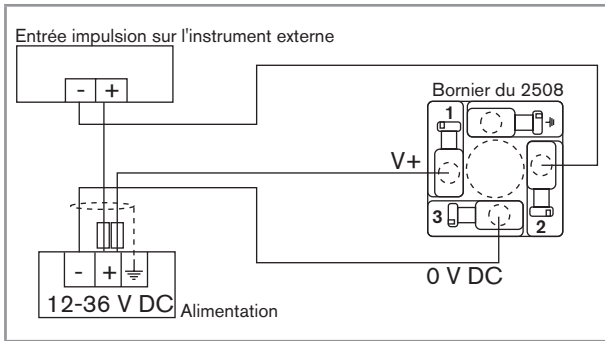 Entrée impulsion sur l'instrument externe
- +
Bornier du 2508
1
V+
3
2
0 V DC
- +
12-36 V DC
Alimentation